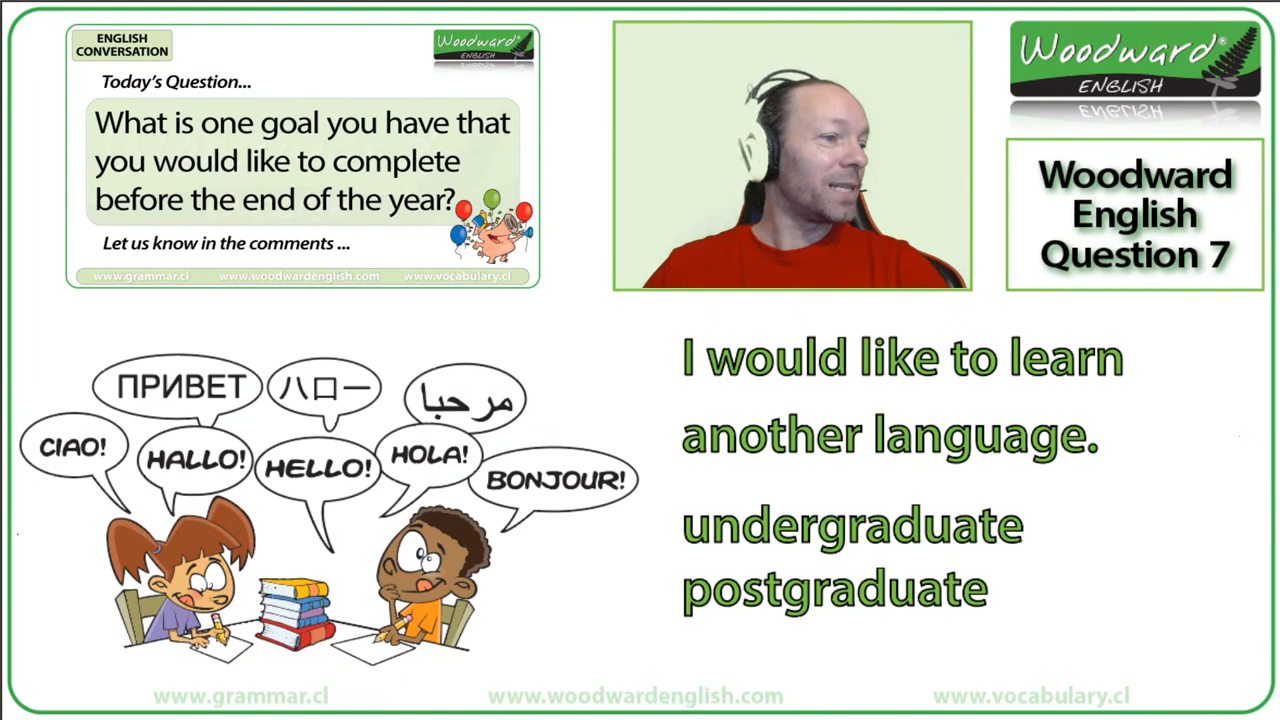 ENGLISH
CONVERSATION
Woodward
ENGLISH
Today's Question...
What is one goal you have that
you would like to complete
before the end of the year?
Let us know in the comments ...
www.grammar.cl www.woodwardenglish.com www.vocabulary.cl
Woodward®
ENGLISH
Woodward
English
Question 7
ПРИВЕТ
ハロー
مرحبا
CIAO!
HALLO!
HELLO!
HOLA!
BONJOUR!
I would like to learn
another language.
undergraduate
postgraduate
www.grammar.cl www.woodwardenglish.com www.vocabulary.cl